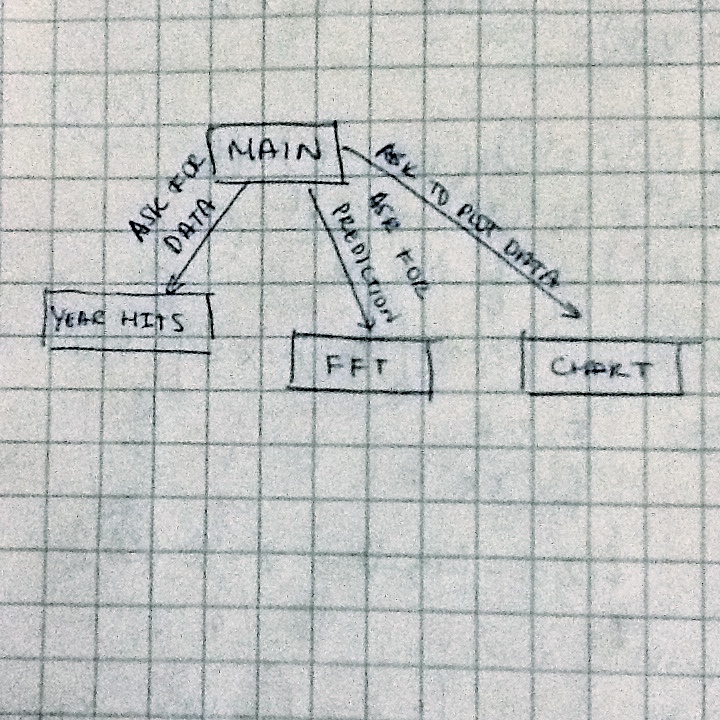 MAIN
ASK FOR
DATA
ASK FOR
PREDICTION
ASK TO PLOT DATA
YEAR HITS
FFT
CHART